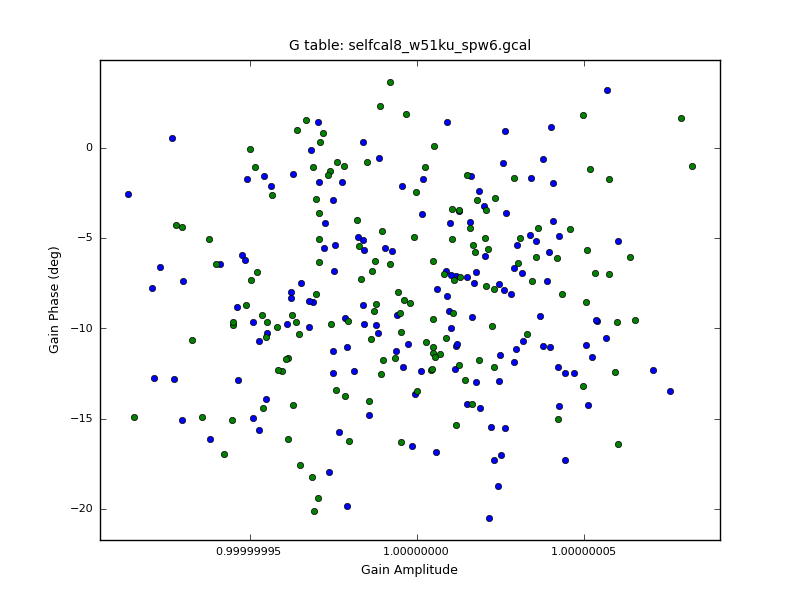 G table: selfcal8_w51ku_spw6.gcal
0
−5
−10
−15
−20
Gain Phase (deg)
0.99999995
1.00000000
1.00000005
Gain Amplitude